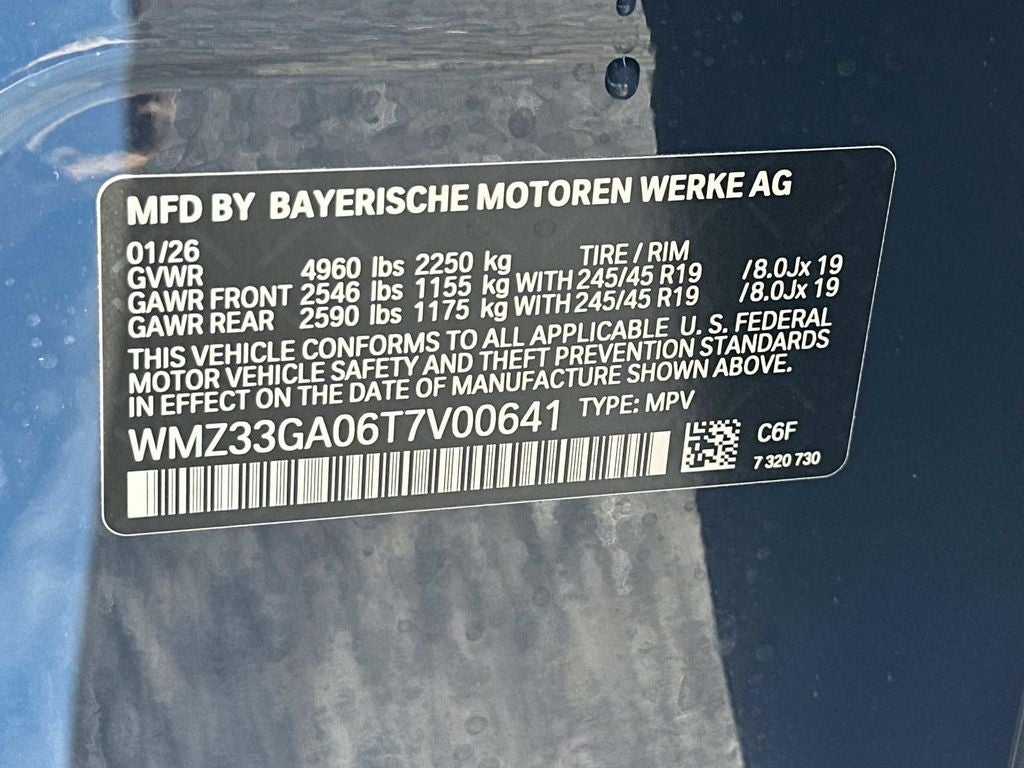 MFD BY BAYERISCHE MOTOREN WERKE AG
01/26 TIRE / RIM
GVWR 4960 lbs 2250 kg
GAWR FRONT 2546 lbs 1155 kg WITH 245/45 R19 /8.0Jx 19
GAWR REAR 2590 lbs 1175 kg WITH 245/45 R19 /8.0Jx 19
THIS VEHICLE CONFORMS TO ALL APPLICABLE U. S. FEDERAL
MOTOR VEHICLE SAFETY AND THEFT PREVENTION STANDARDS
IN EFFECT ON THE DATE OF MANUFACTURE SHOWN ABOVE.
WMZ33GA06T7V00641 TYPE: MPV
C6F
7 320 730